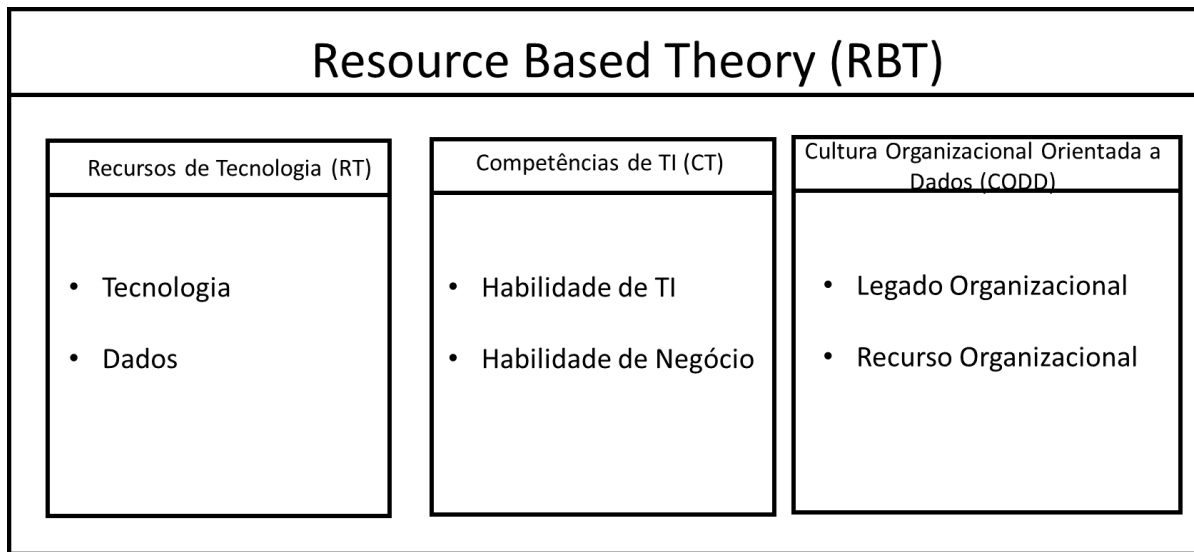 Resource Based Theory (RBT)
Recursos de Tecnologia (RT)
• Tecnologia
• Dados
Competências de TI (CT)
• Habilidade de TI
• Habilidade de Negócio
Cultura Organizacional Orientada a
Dados (CODD)
• Legado Organizacional
• Recurso Organizacional